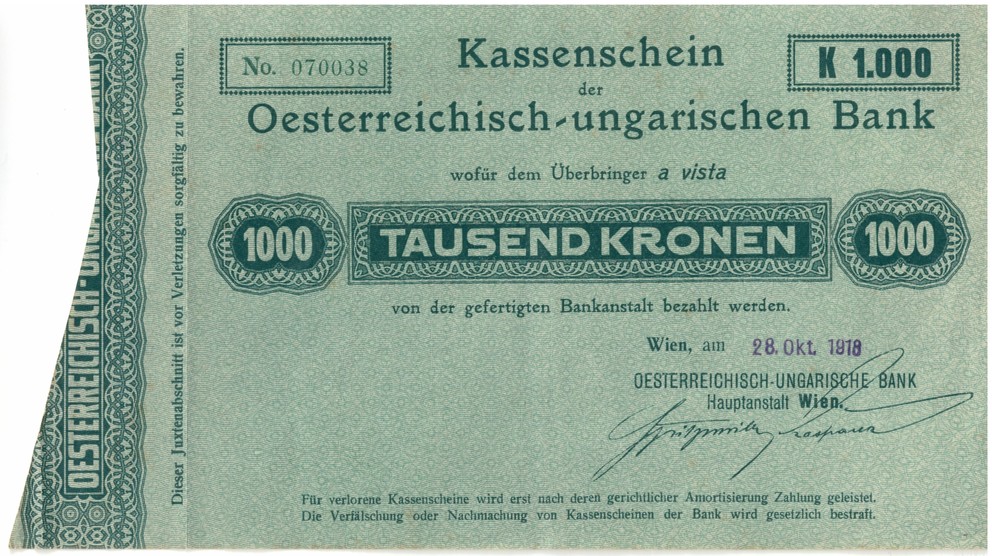 No. 070038
Kassenschein
K 1.000
der
Oesterreichisch-ungarischen Bank
wofür dem Überbringer a vista
1000 TAUSEND KRONEN 1000
von der gefertigten Bankanstalt bezahlt werden.
Wien, am 28. Okt. 1918
OESTERREICHISCH-UNGARISCHE BANK
Hauptanstalt Wien.
Für verlorene Kassenscheine wird erst nach deren gerichtlicher Amortisierung Zahlung geleistet.
Die Verfälschung oder Nachmachung von Kassenscheinen der Bank wird gesetzlich bestraft.
Dieser Juxtenabschnitt ist vor Verletzungen sorgfältig zu bewahren.
OESTERREICHISCH-